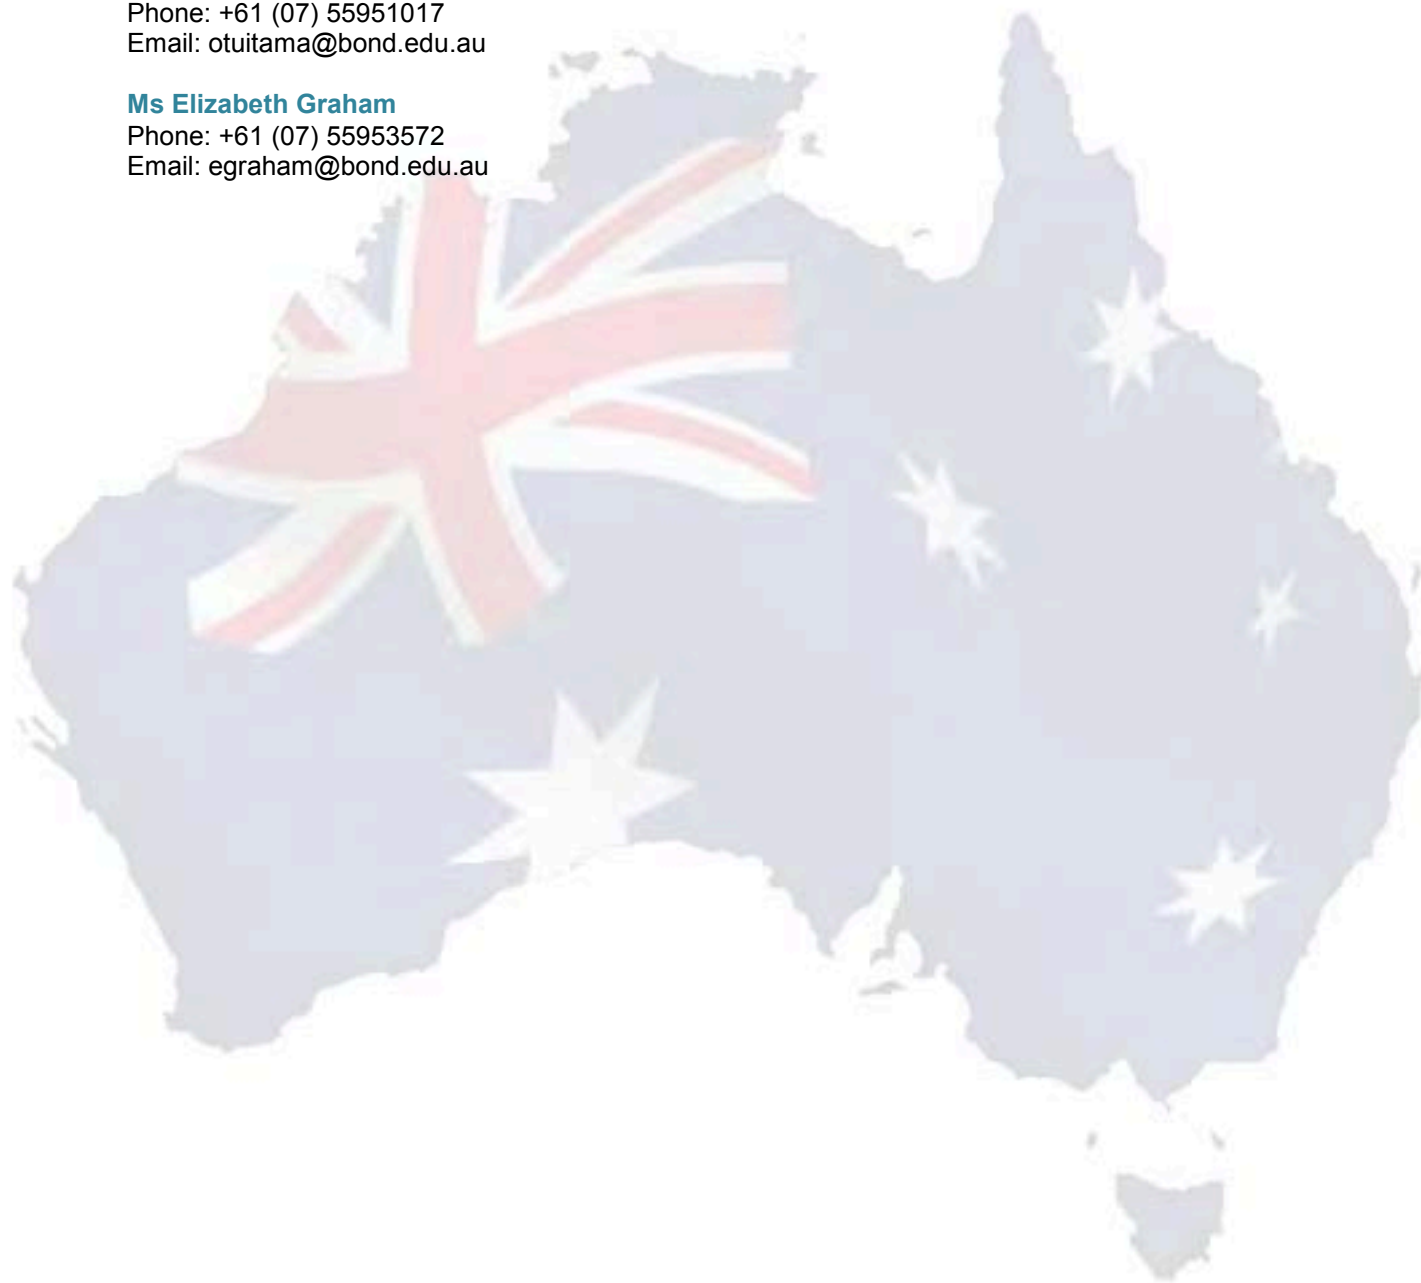 Phone: +61 (07) 55951017
Email: otuitama@bond.edu.au
Ms Elizabeth Graham
Phone: +61 (07) 55953572
Email: egraham@bond.edu.au